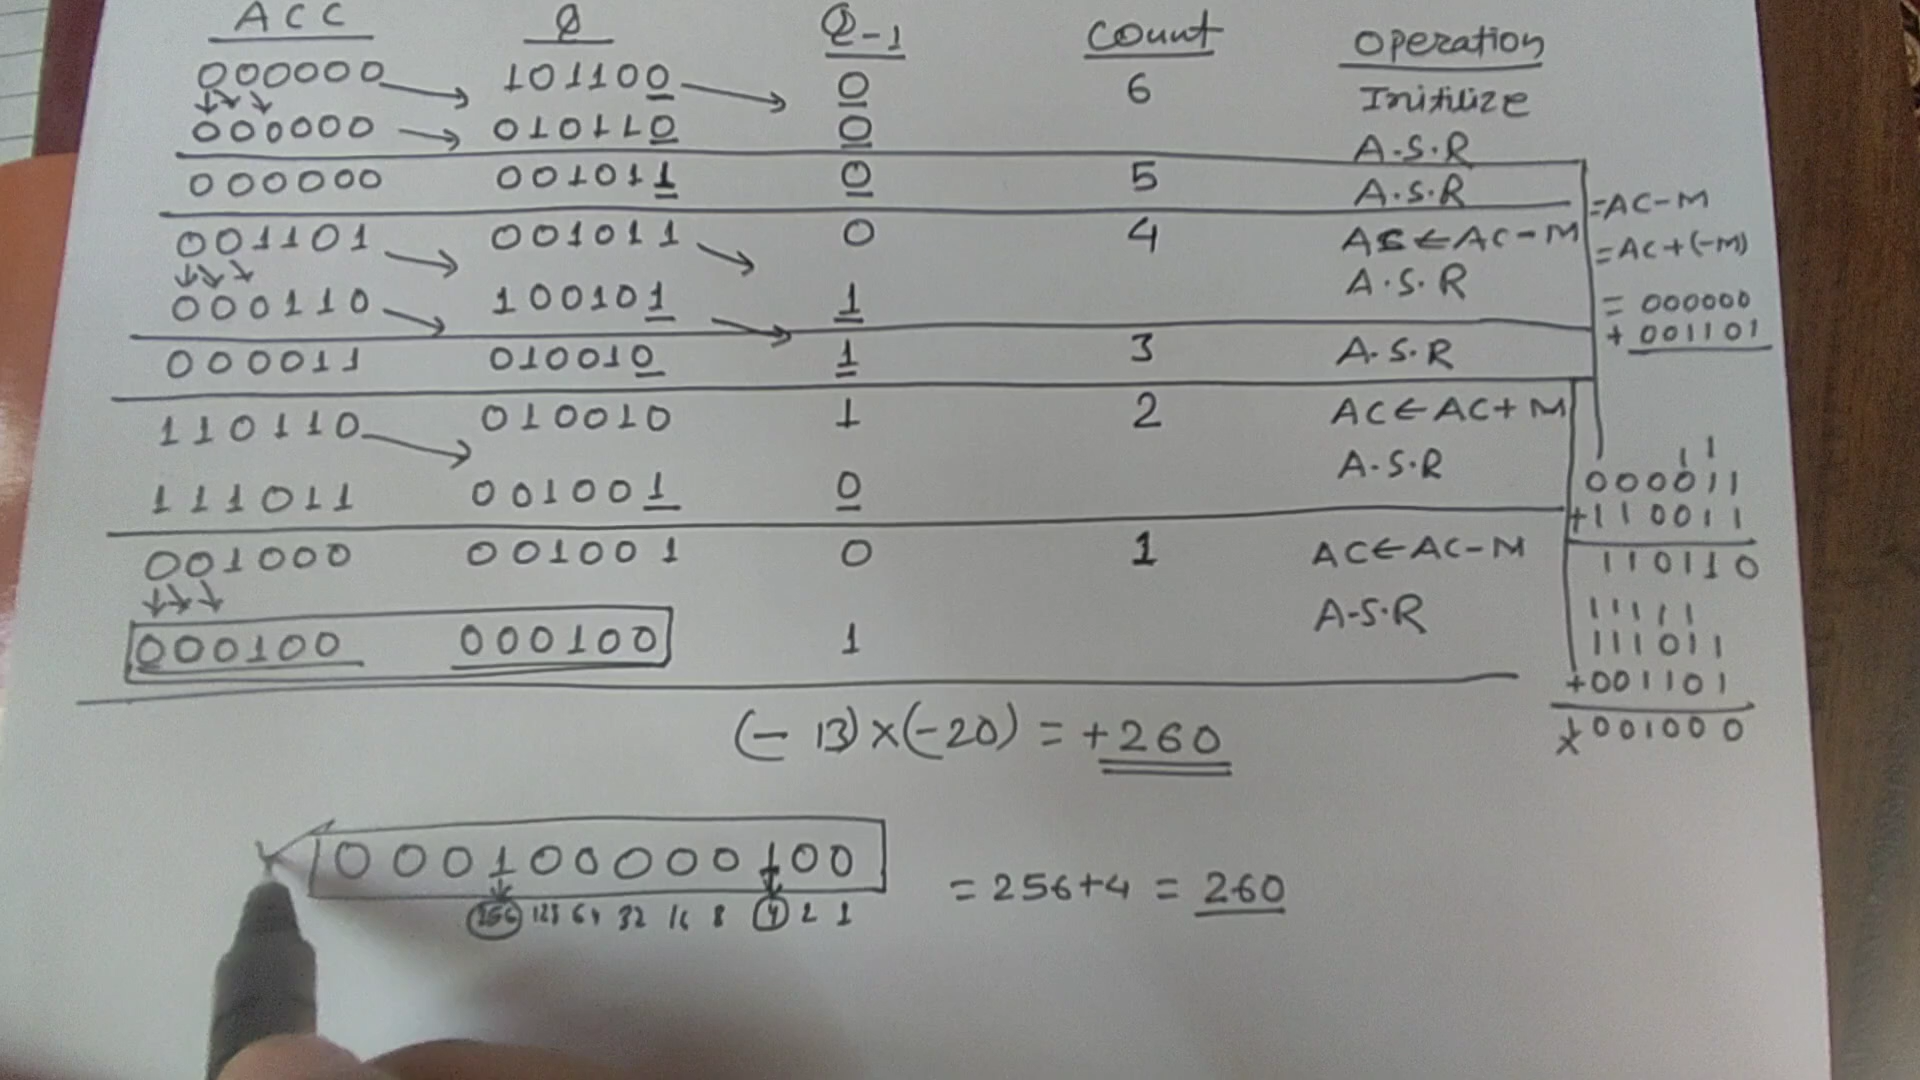 ACC Q Q-1 Count Operation
000000 101100 0 6 Initilize
000000 010110 0 A.S.R
000000 001011 0 5 A.S.R
001101 001011 0 4 AC←AC-M
000110 100101 1 A.S.R
000011 010010 1 3 A.S.R
110110 010010 1 2 AC←AC+M
A.S.R
111011 001001 0
001000 001001 0 1 AC←AC-M
A.S.R
000100 000100 1
=AC-M
=AC+(-M)
= 000000
+ 001101
1 1
000011
+110011
110110
11111
111011
+001101
001000
(-13)×(-20) = +260
000100000100
256 128 64 32 16 8 4 2 1
= 256+4 = 260